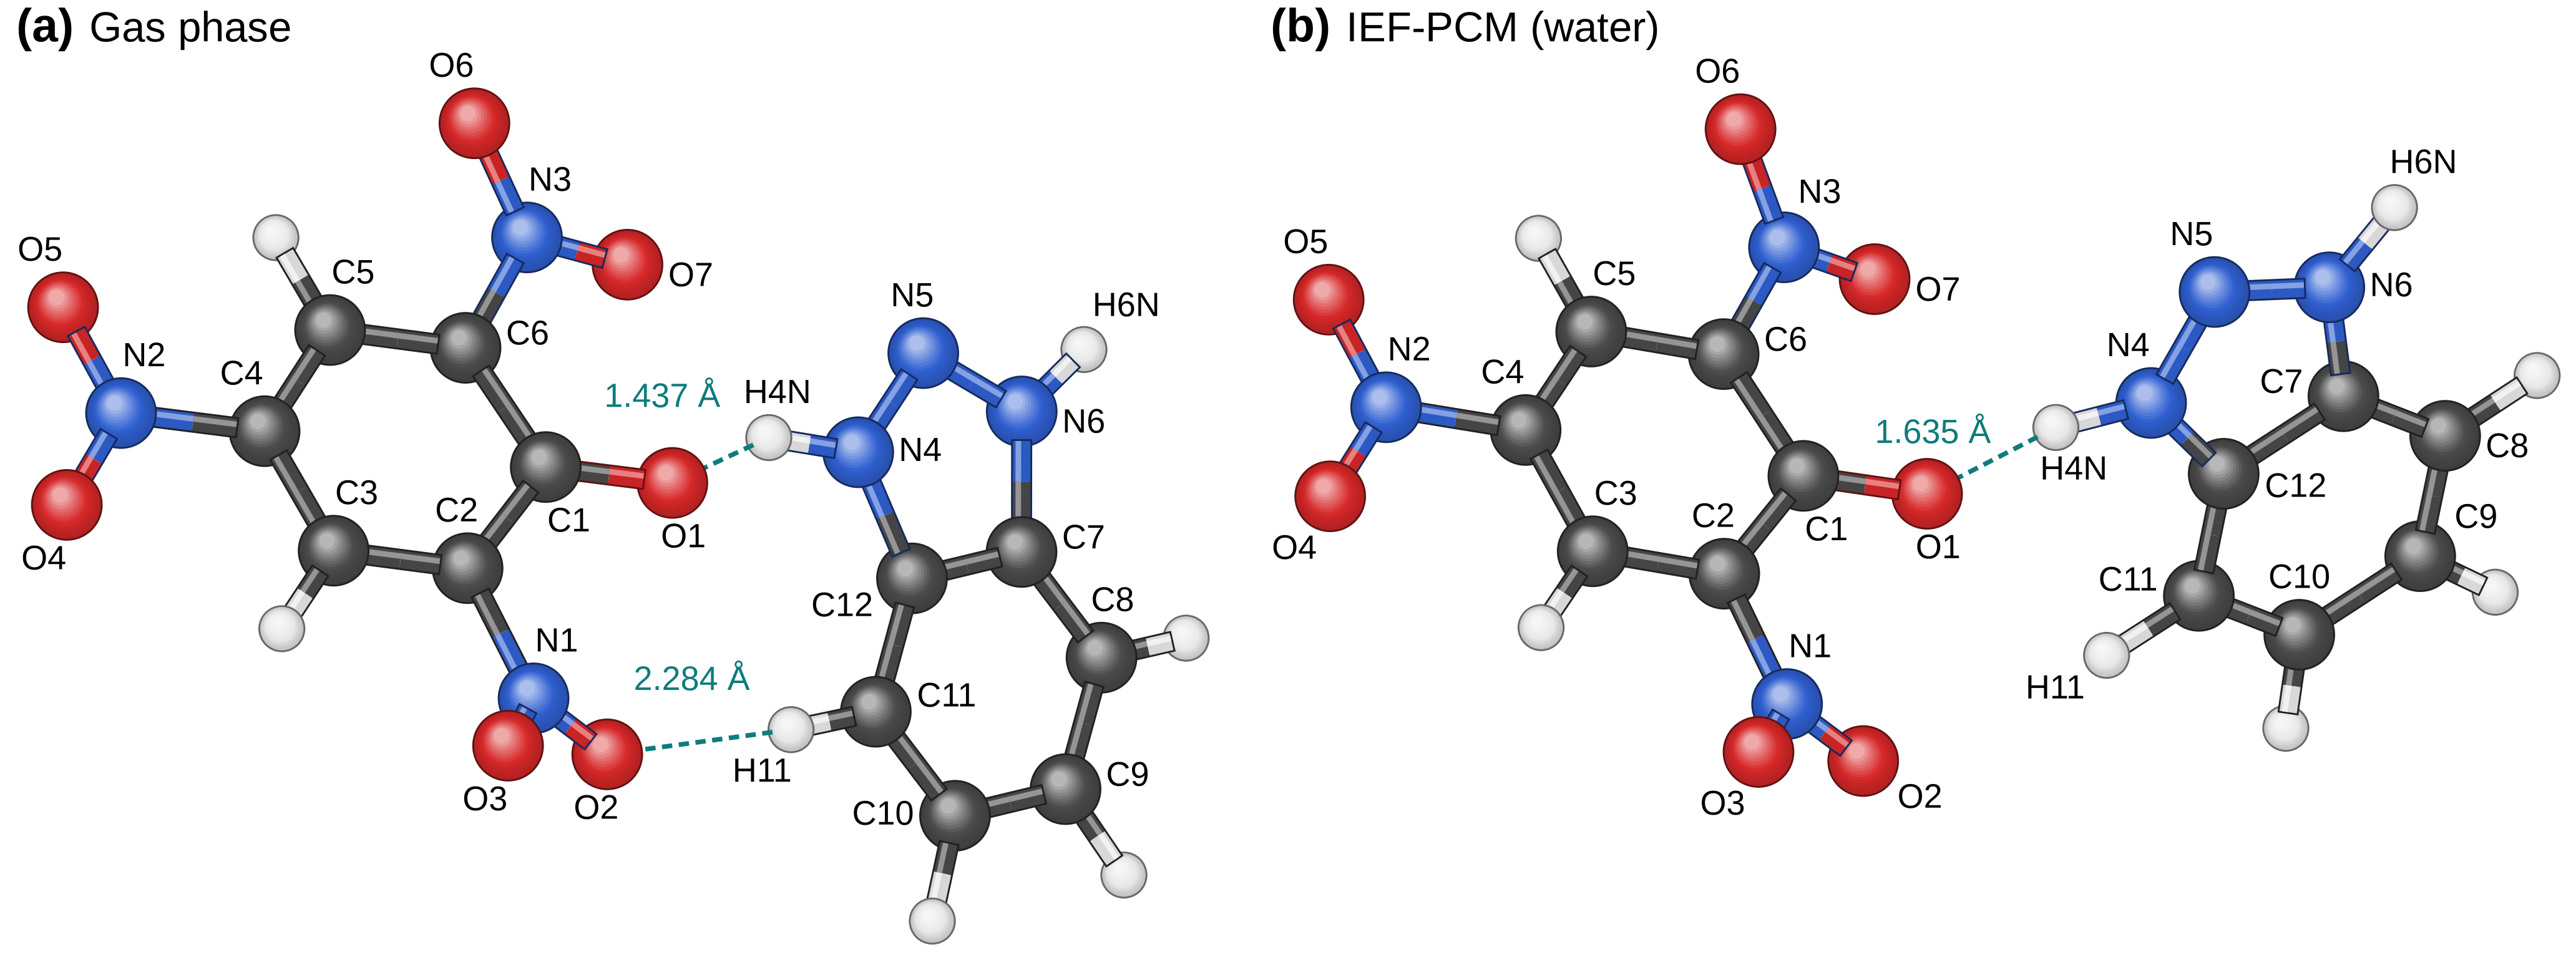 (a) Gas phase
O6
N3
O7
O5
C5
N2
C6
C4
O4
C3
C2
C1
O1
1.437 Å
H4N
N5
H6N
N6
N4
C7
C12
C8
N1
2.284 Å
C11
H11
O3
O2
C10
C9
(b) IEF-PCM (water)
O6
N3
O7
O5
C5
N2
C6
C4
O4
C3
C2
C1
O1
1.635 Å
H6N
N5
N6
N4
C7
H4N
C8
C12
C9
C11
C10
H11
N1
O3
O2